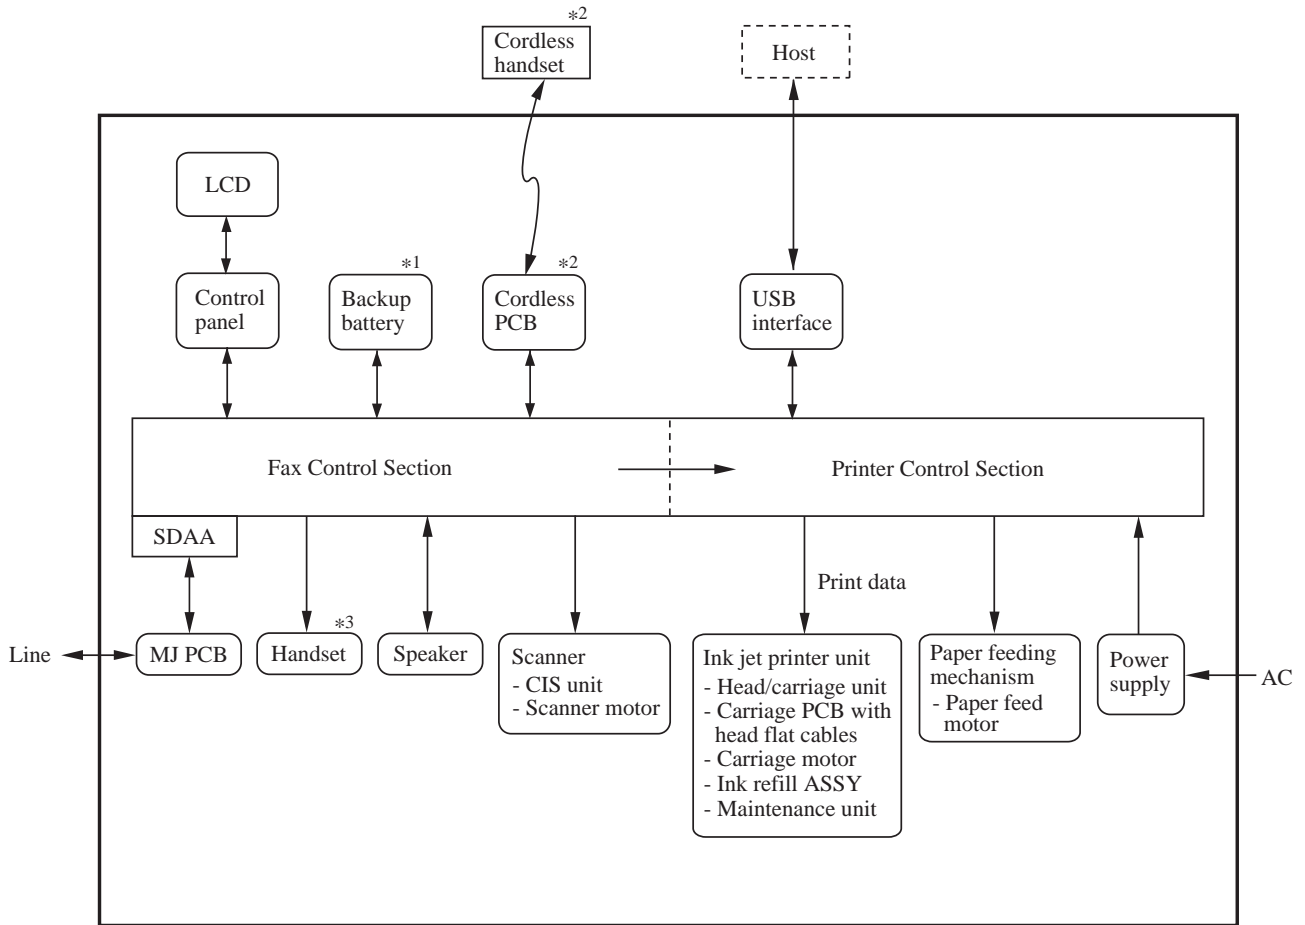 *2
Cordless
handset
Host
LCD
*1
*2
Control
panel
Backup
battery
Cordless
PCB
USB
interface
Fax Control Section
Printer Control Section
SDAA
Print data
*3
Line
MJ PCB
Handset
Speaker
Scanner
- CIS unit
- Scanner motor
Ink jet printer unit
- Head/carriage unit
- Carriage PCB with
head flat cables
- Carriage motor
- Ink refill ASSY
- Maintenance unit
Paper feeding
mechanism
- Paper feed
motor
Power
supply
AC